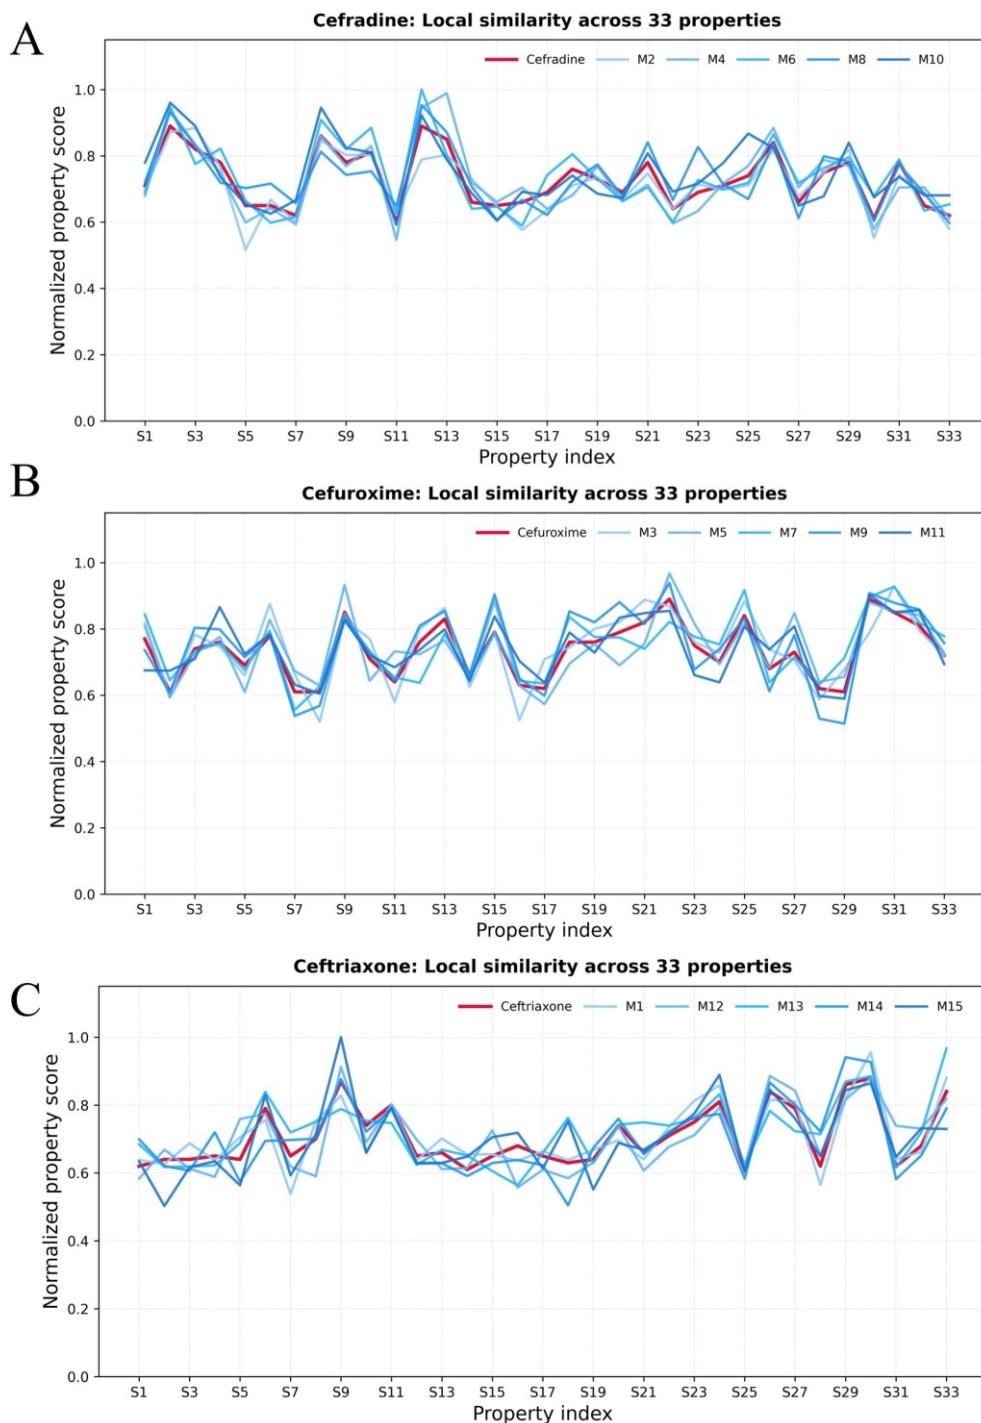 A
Cefradine: Local similarity across 33 properties
Cefradine M2 M4 M6 M8 M10
Normalized property score
1.0
0.8
0.6
0.4
0.2
0.0
S1 S3 S5 S7 S9 S11 S13 S15 S17 S19 S21 S23 S25 S27 S29 S31 S33
Property index
B
Cefuroxime: Local similarity across 33 properties
Cefuroxime M3 M5 M7 M9 M11
Normalized property score
1.0
0.8
0.6
0.4
0.2
0.0
S1 S3 S5 S7 S9 S11 S13 S15 S17 S19 S21 S23 S25 S27 S29 S31 S33
Property index
C
Ceftriaxone: Local similarity across 33 properties
Ceftriaxone M1 M12 M13 M14 M15
Normalized property score
1.0
0.8
0.6
0.4
0.2
0.0
S1 S3 S5 S7 S9 S11 S13 S15 S17 S19 S21 S23 S25 S27 S29 S31 S33
Property index